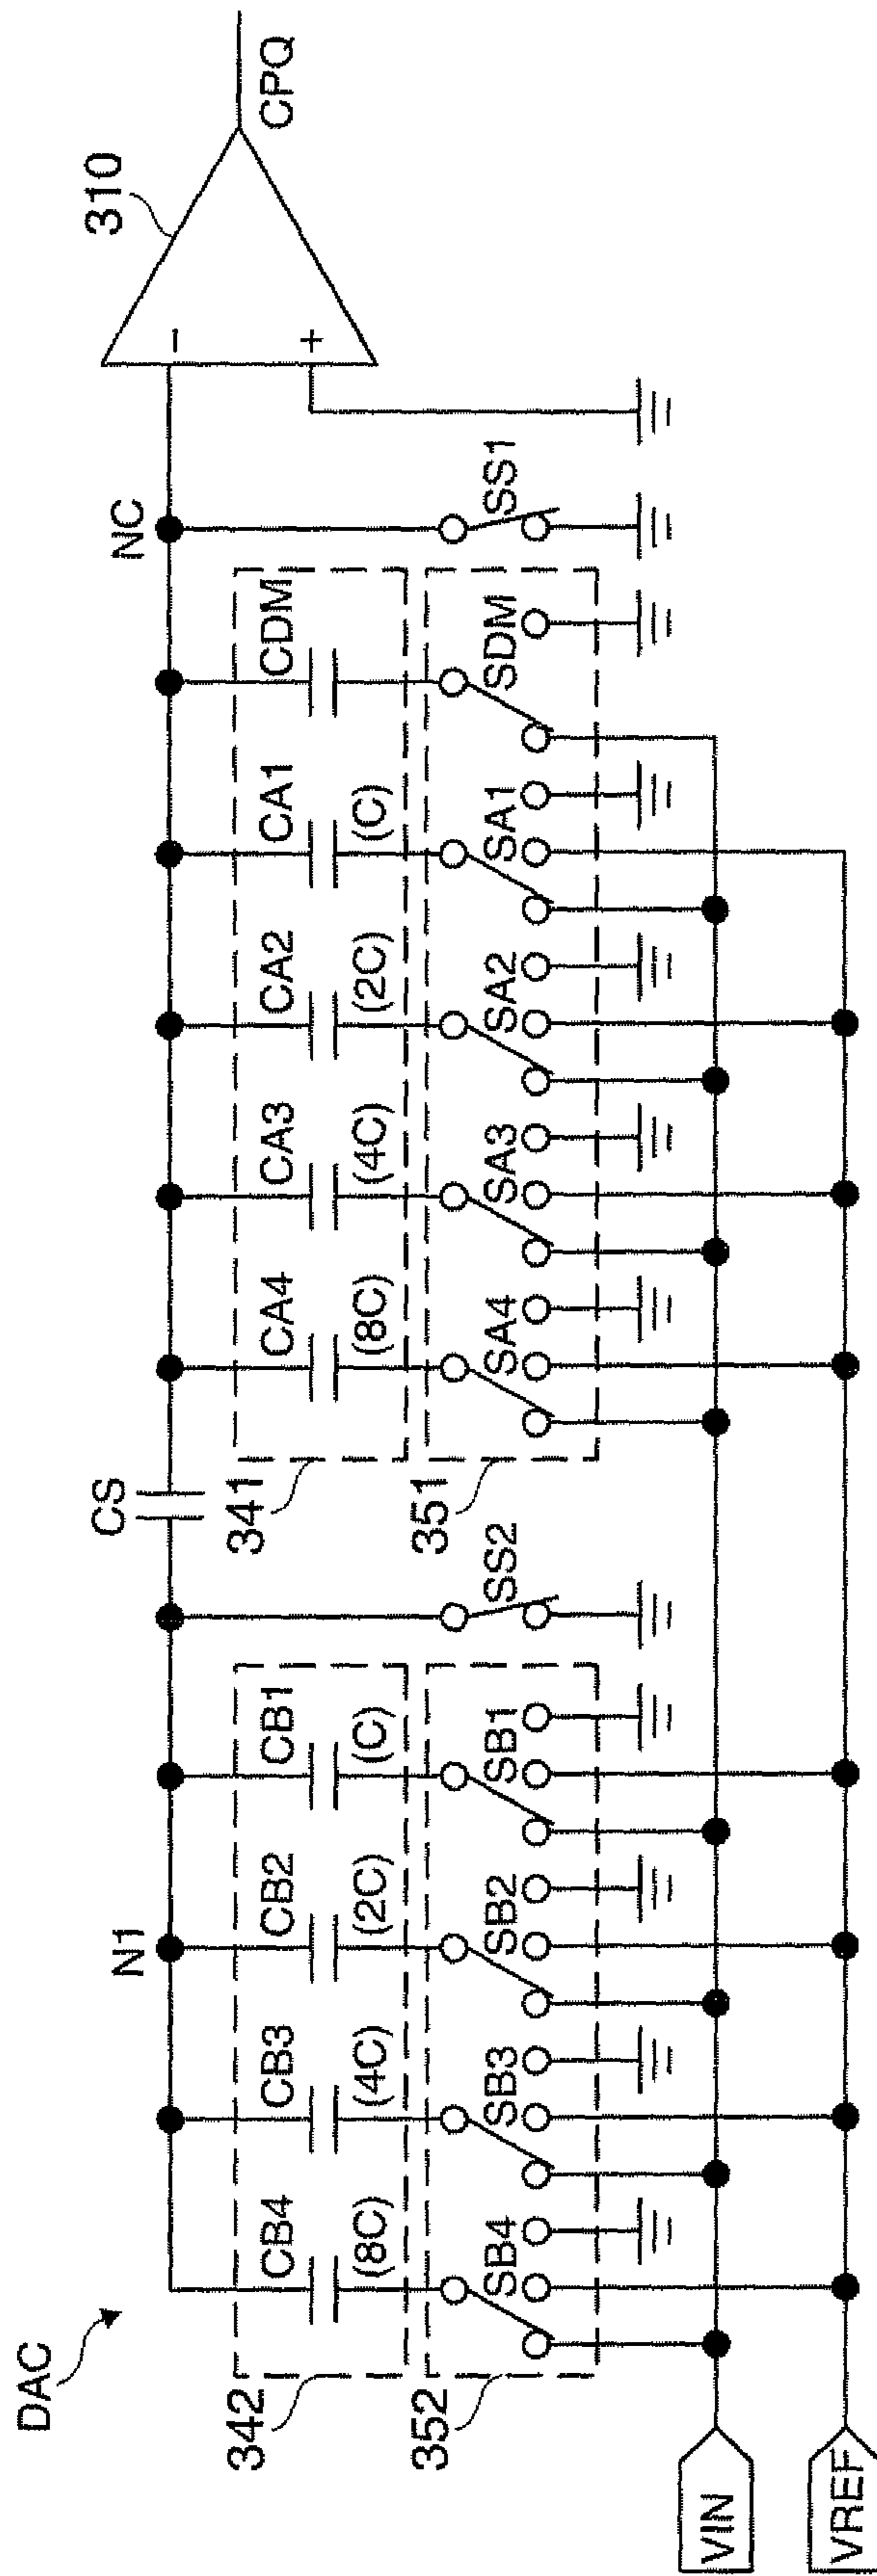 DAC
N1
CS
NC
310
CPQ
−
+
342
CB4
(8C)
CB3
(4C)
CB2
(2C)
CB1
(C)
341
CA4
(8C)
CA3
(4C)
CA2
(2C)
CA1
(C)
CDM
352
SB4
SB3
SB2
SB1
SS2
351
SA4
SA3
SA2
SA1
SDM
SS1
VIN
VREF